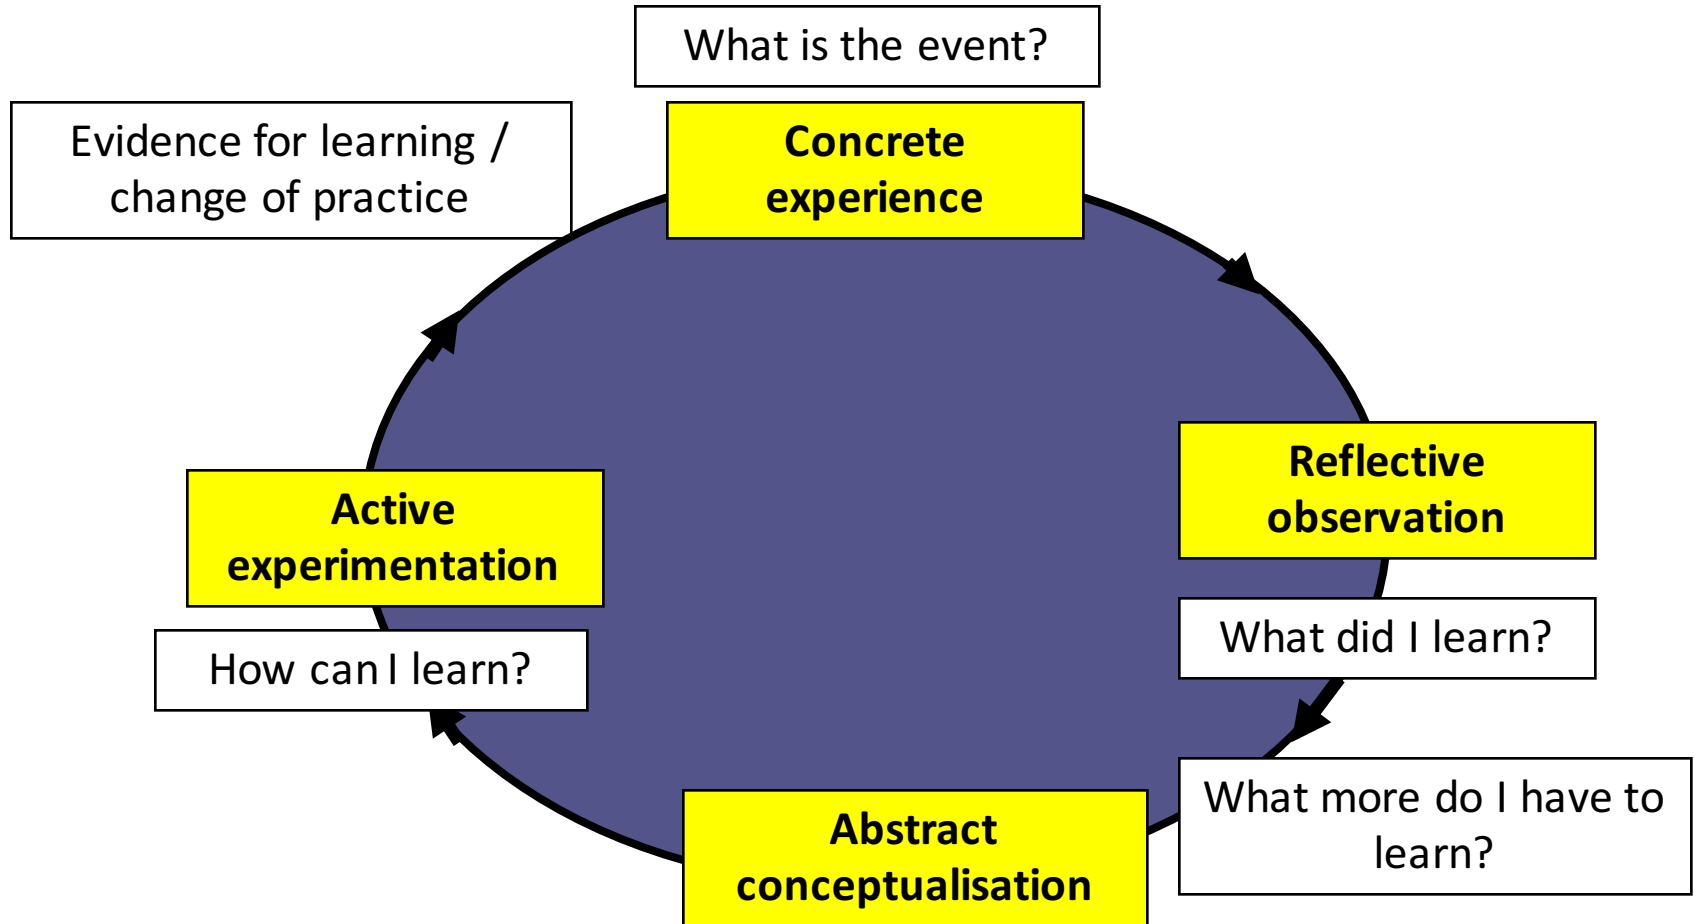 What is the event?
Evidence for learning /
change of practice
Concrete
experience
Reflective
observation
Active
experimentation
What did I learn?
How can I learn?
What more do I have to
learn?
Abstract
conceptualisation